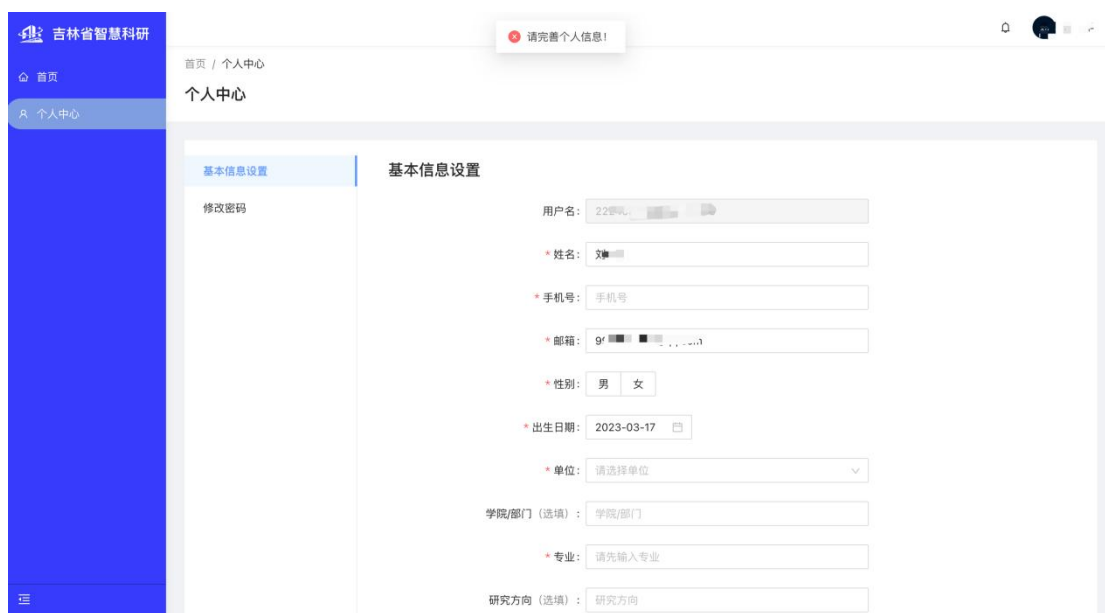 吉林省智慧科研
请完善个人信息！
首页
个人中心
首页 / 个人中心
个人中心
基本信息设置
修改密码
基本信息设置
用户名：
* 姓名： 刘
* 手机号： 手机号
* 邮箱：
* 性别： 男 女
* 出生日期： 2023-03-17
* 单位： 请选择单位
学院/部门（选填）： 学院/部门
* 专业： 请先输入专业
研究方向（选填）： 研究方向